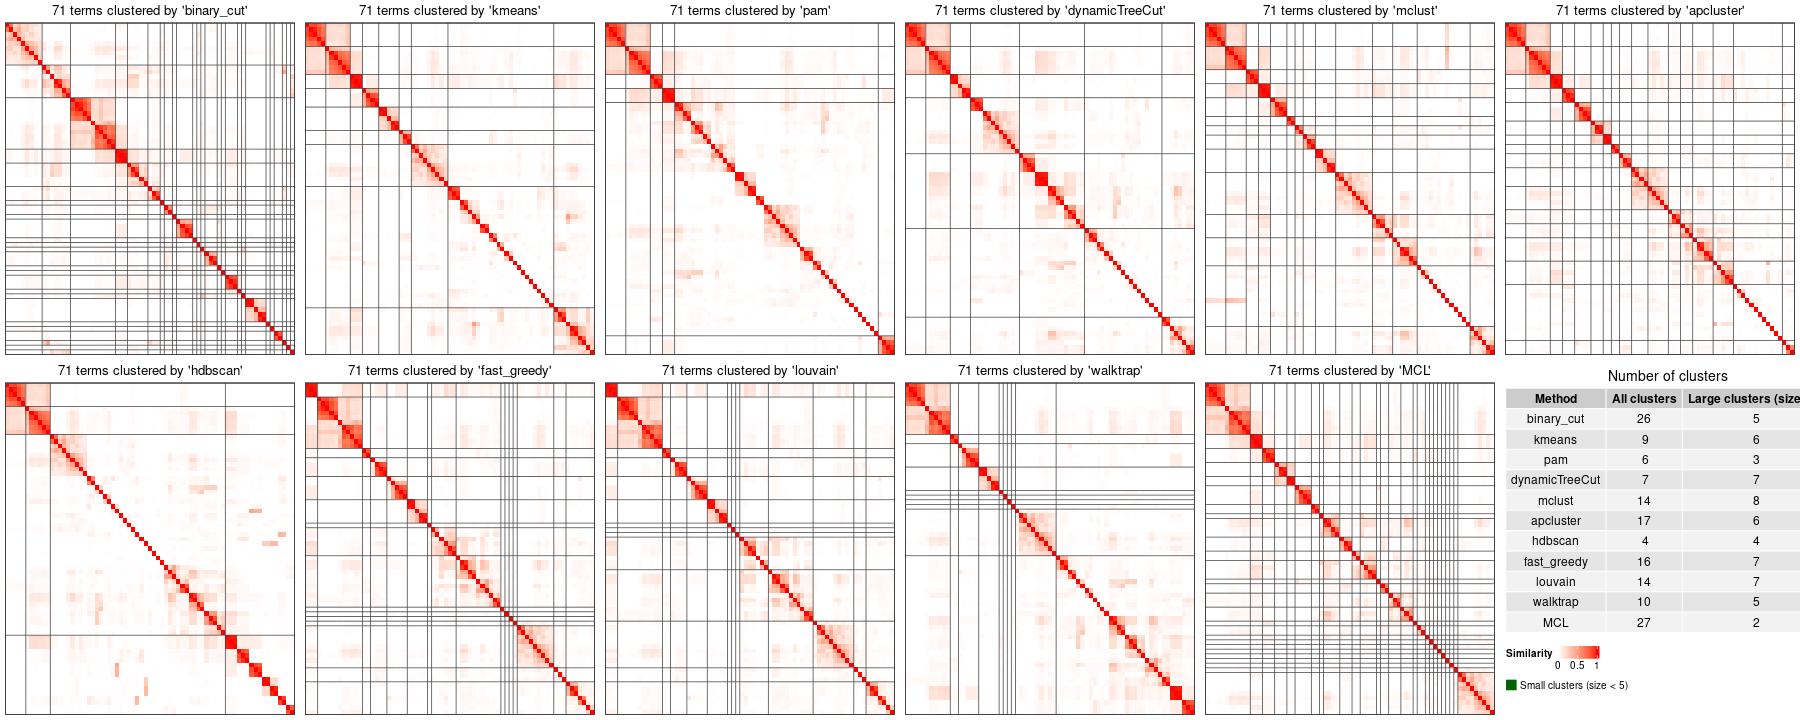 71 terms clustered by 'binary_cut'
71 terms clustered by 'kmeans'
71 terms clustered by 'pam'
71 terms clustered by 'dynamicTreeCut'
71 terms clustered by 'mclust'
71 terms clustered by 'apcluster'
71 terms clustered by 'hdbscan'
71 terms clustered by 'fast_greedy'
71 terms clustered by 'louvain'
71 terms clustered by 'walktrap'
71 terms clustered by 'MCL'
Number of clusters
Method All clusters Large clusters (size
binary_cut 26 5
kmeans 9 6
pam 6 3
dynamicTreeCut 7 7
mclust 14 8
apcluster 17 6
hdbscan 4 4
fast_greedy 16 7
louvain 14 7
walktrap 10 5
MCL 27 2
Similarity
0 0.5 1
Small clusters (size < 5)